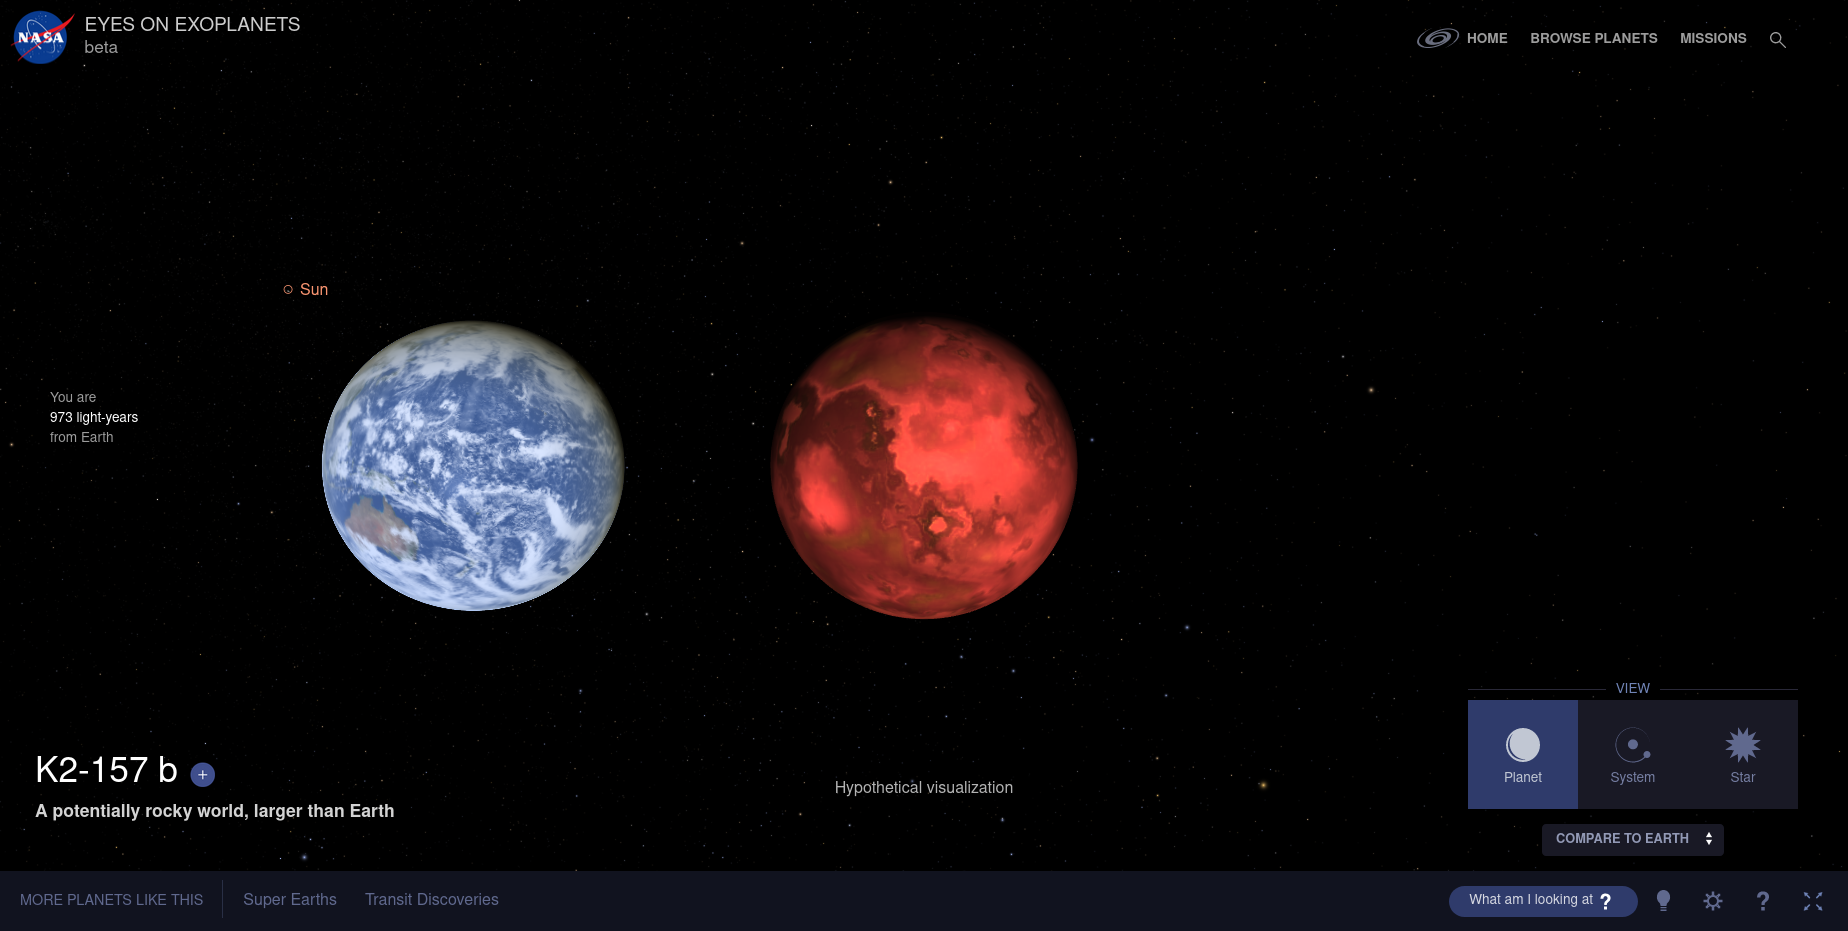 NASA
EYES ON EXOPLANETS
beta
HOME
BROWSE PLANETS
MISSIONS
Sun
You are
973 light-years
from Earth
K2-157 b +
A potentially rocky world, larger than Earth
Hypothetical visualization
VIEW
Planet
System
Star
COMPARE TO EARTH
MORE PLANETS LIKE THIS
Super Earths
Transit Discoveries
What am I looking at ?
?